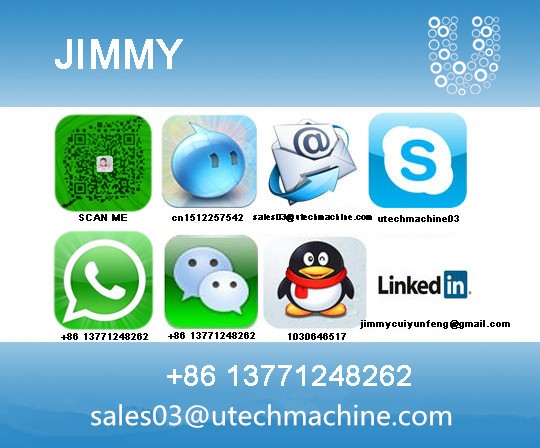 JIMMY
SCAN ME
cn1512257542
sales03@utechmachine.com
utechmachine03
+86 13771248262
+86 13771248262
1030646517
Linked in.
jimmycuiyunfeng@gmail.com
+86 13771248262
sales03@utechmachine.com